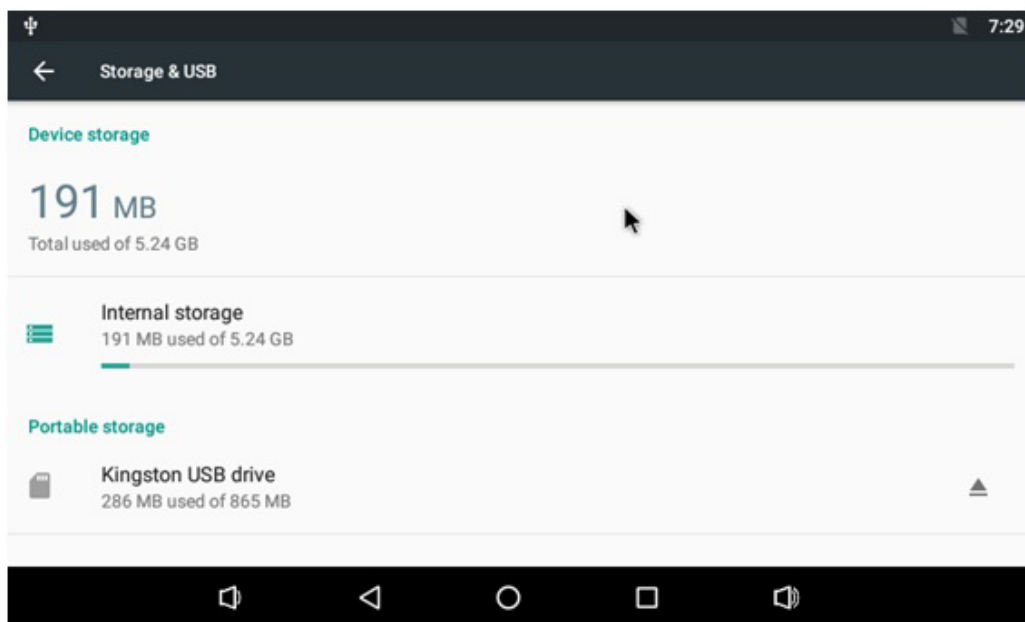 7:29
Storage & USB
Device storage
191 MB
Total used of 5.24 GB
Internal storage
191 MB used of 5.24 GB
Portable storage
Kingston USB drive
286 MB used of 865 MB